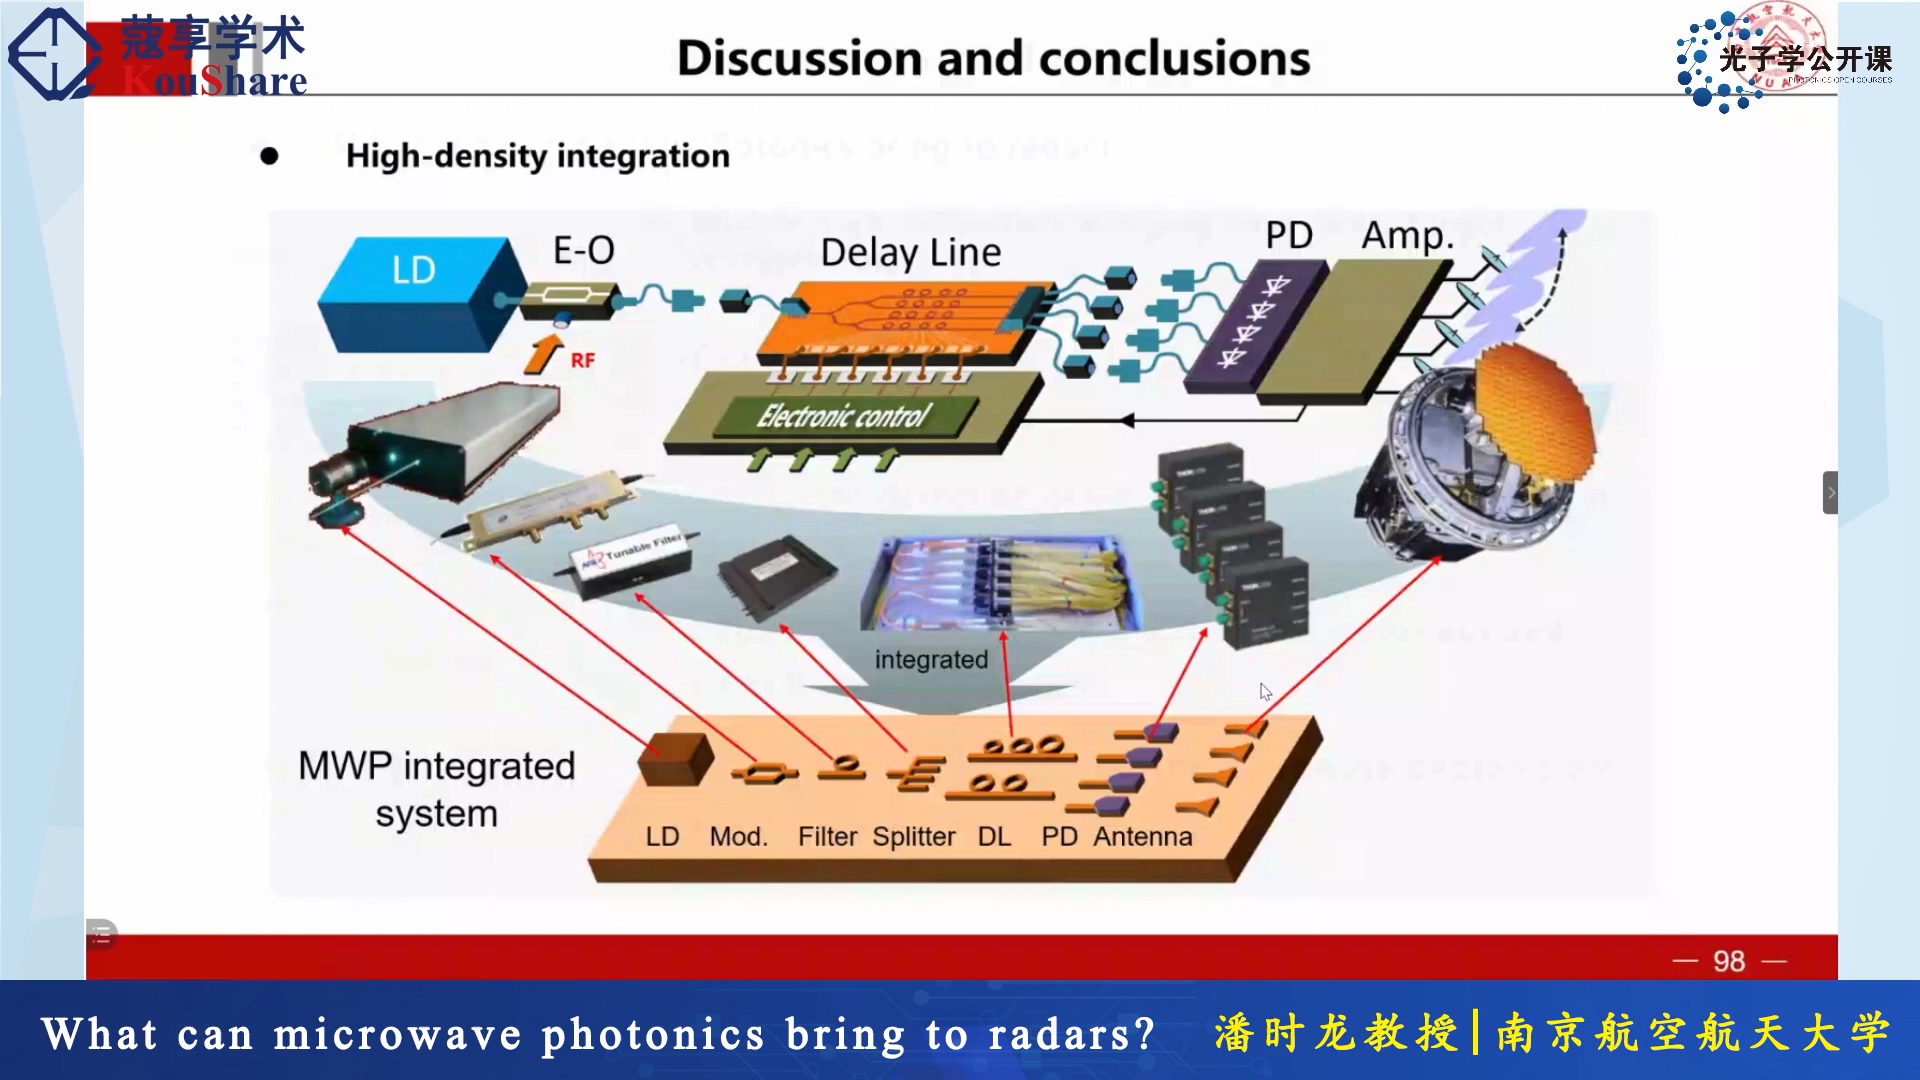 蔻享学术
KouShare
Discussion and conclusions
光子学公开课
PHOTONICS OPEN COURSES
● High-density integration
LD
E-O
Delay Line
PD
Amp.
RF
Electronic control
Tunable Filter
integrated
MWP integrated
system
LD Mod. Filter Splitter DL PD Antenna
— 98 —
What can microwave photonics bring to radars?
潘时龙教授|南京航空航天大学